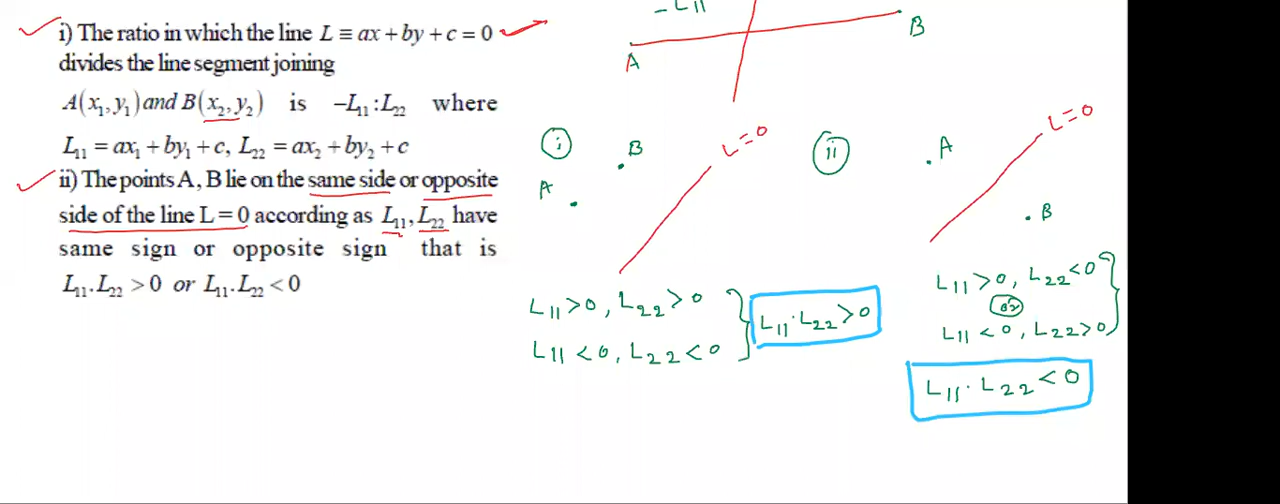 i) The ratio in which the line L ≡ ax + by + c = 0
divides the line segment joining
A(x₁, y₁) and B(x₂, y₂) is –L₁₁ : L₂₂ where
L₁₁ = ax₁ + by₁ + c, L₂₂ = ax₂ + by₂ + c
ii) The points A, B lie on the same side or opposite
side of the line L = 0 according as L₁₁, L₂₂ have
same sign or opposite sign that is
L₁₁.L₂₂ > 0 or L₁₁.L₂₂ < 0
– L₁₁
A
B
i
B
A
L=0
L₁₁ > 0, L₂₂ > 0
L₁₁ < 0, L₂₂ < 0
L₁₁·L₂₂ > 0
ii
A
L=0
B
L₁₁ > 0, L₂₂ < 0
or
L₁₁ < 0, L₂₂ > 0
L₁₁· L₂₂ < 0